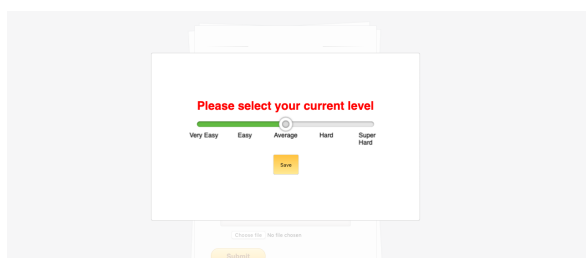 Please select your current level
Very Easy Easy Average Hard Super Hard
Save
Choose file No file chosen
Submit